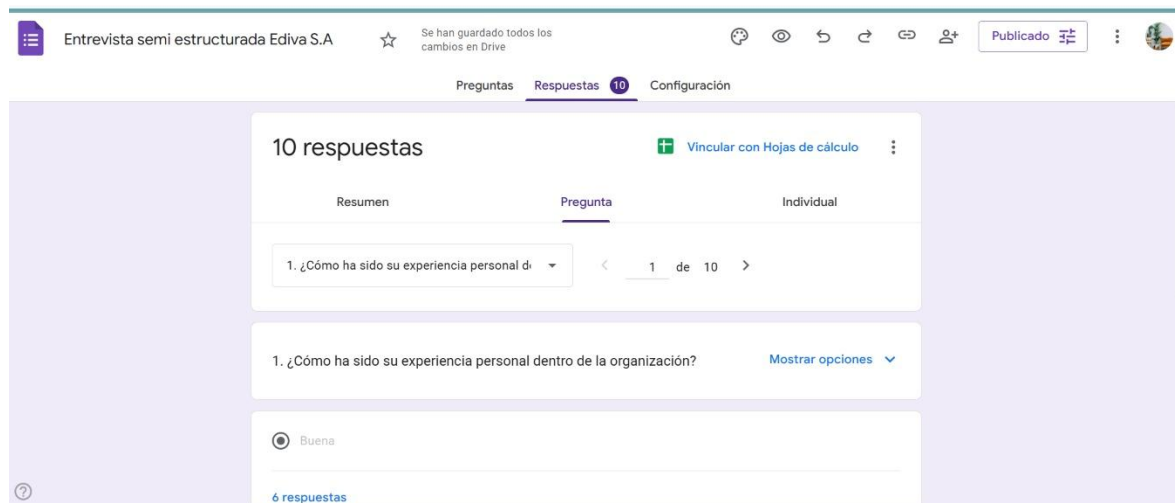 Entrevista semi estructurada Ediva S.A
Se han guardado todos los
cambios en Drive
Publicado
Preguntas
Respuestas 10
Configuración
10 respuestas
Vincular con Hojas de cálculo
Resumen
Pregunta
Individual
1. ¿Cómo ha sido su experiencia personal d
1 de 10
1. ¿Cómo ha sido su experiencia personal dentro de la organización?
Mostrar opciones
Buena
6 respuestas